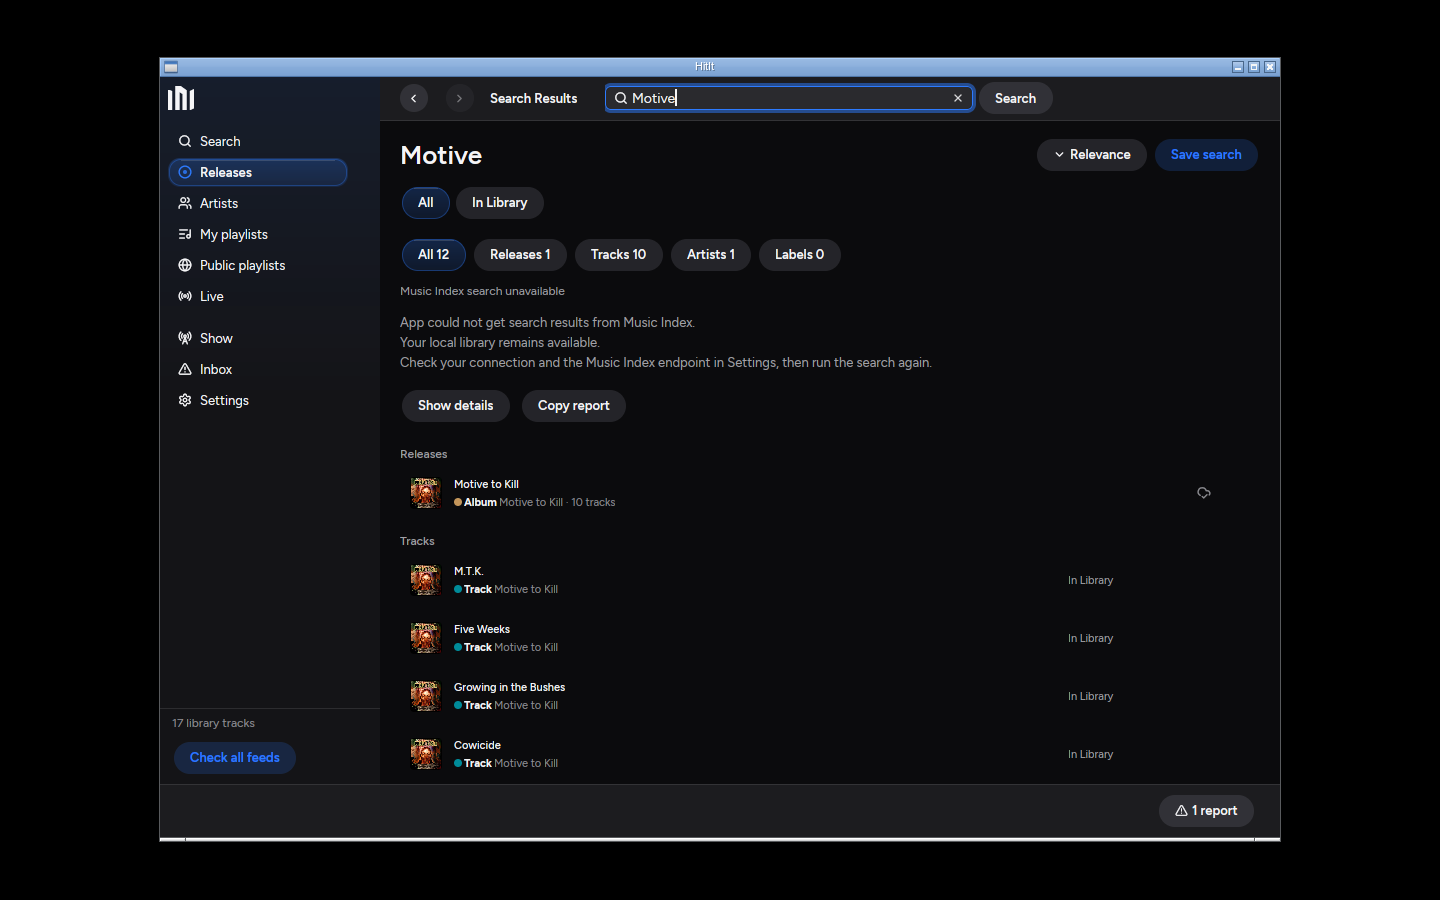 HitIt
Search Results
Motive
Search
Search
Releases
Artists
My playlists
Public playlists
Live
Show
Inbox
Settings
17 library tracks
Check all feeds
Motive
Relevance
Save search
All
In Library
All 12
Releases 1
Tracks 10
Artists 1
Labels 0
Music Index search unavailable
App could not get search results from Music Index.
Your local library remains available.
Check your connection and the Music Index endpoint in Settings, then run the search again.
Show details
Copy report
Releases
Motive to Kill
Album Motive to Kill · 10 tracks
Tracks
M.T.K.
Track Motive to Kill
In Library
Five Weeks
Track Motive to Kill
In Library
Growing in the Bushes
Track Motive to Kill
In Library
Cowicide
Track Motive to Kill
In Library
1 report